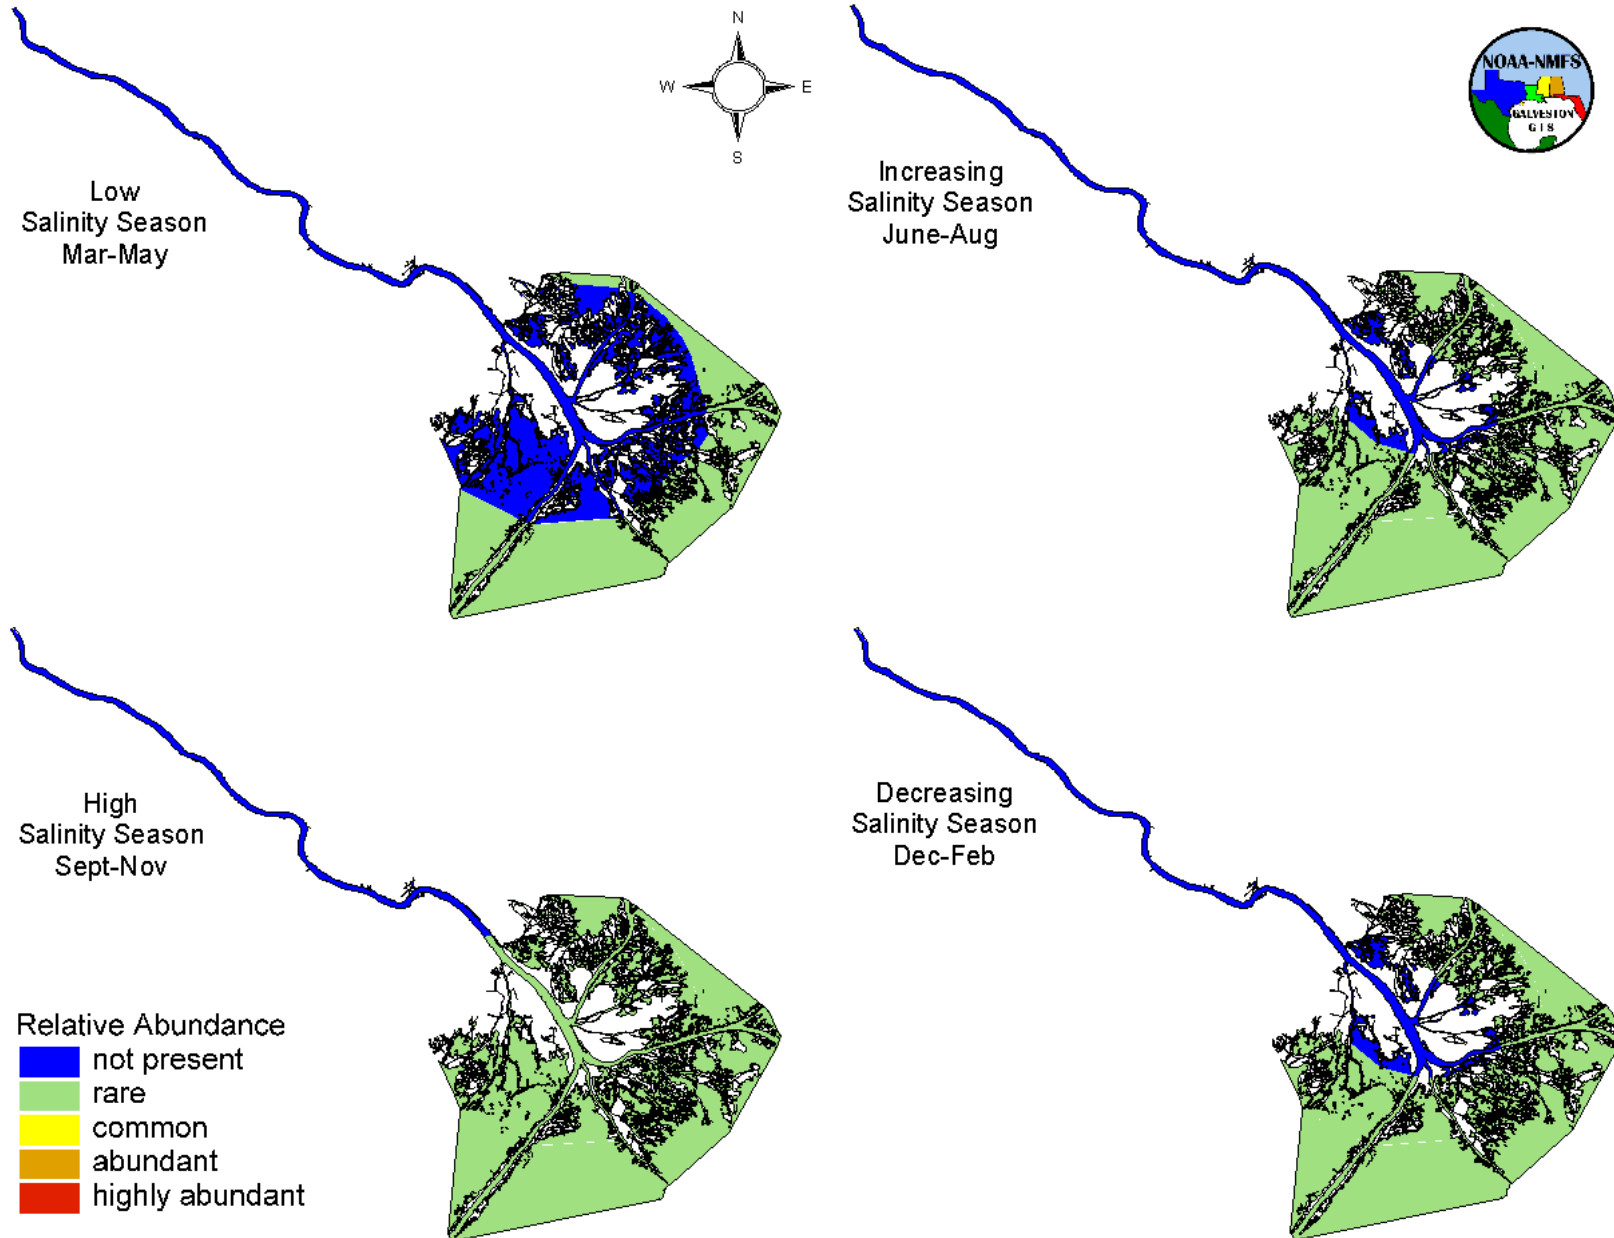 N
W
E
S
NOAA-NMFS
GALVESTON
GIS
Low
Salinity Season
Mar-May
Increasing
Salinity Season
June-Aug
High
Salinity Season
Sept-Nov
Decreasing
Salinity Season
Dec-Feb
Relative Abundance
not present
rare
common
abundant
highly abundant